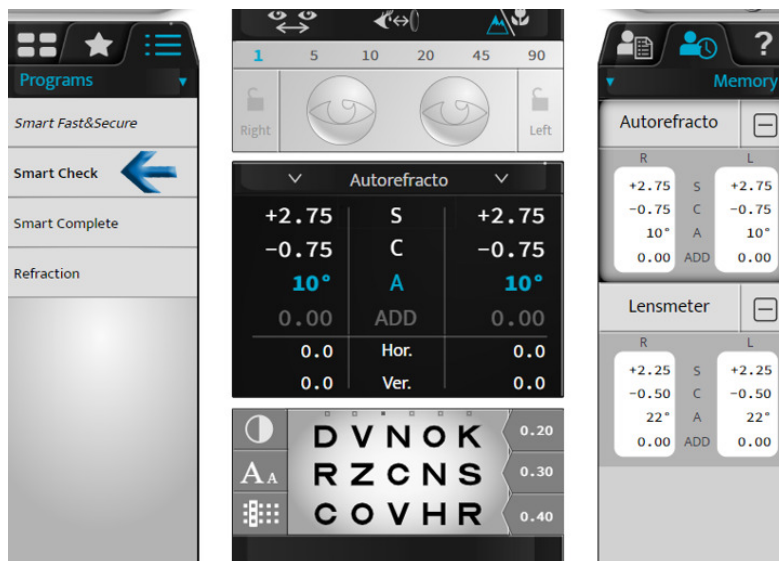 Programs
Smart Fast&Secure
Smart Check
Smart Complete
Refraction
1 5 10 20 45 90
Right Left
Autorefracto
+2.75 S +2.75
-0.75 C -0.75
10° A 10°
0.00 ADD 0.00
0.0 Hor. 0.0
0.0 Ver. 0.0
D V N O K 0.20
AA R Z C N S 0.30
C O V H R 0.40
?
Memory
Autorefracto
R L
+2.75 S +2.75
-0.75 C -0.75
10° A 10°
0.00 ADD 0.00
Lensmeter
R L
+2.25 S +2.25
-0.50 C -0.50
22° A 22°
0.00 ADD 0.00